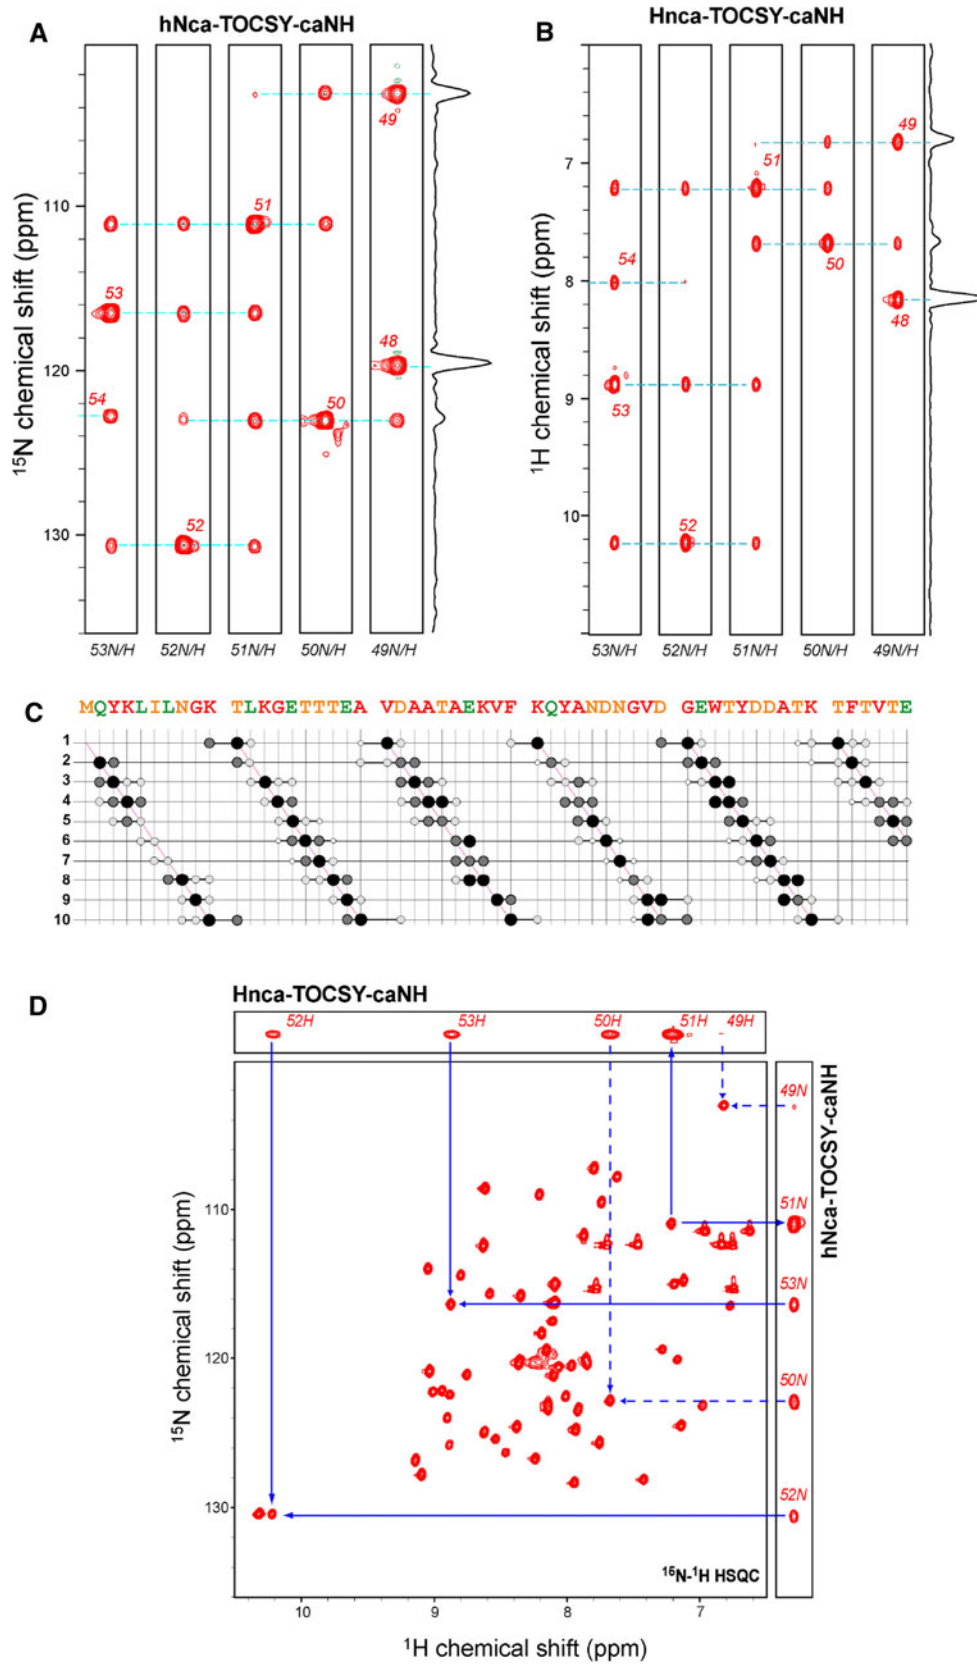 A
hNca-TOCSY-caNH
110
120
130
¹⁵N chemical shift (ppm)
49
51
53
48
54
50
52
53N/H 52N/H 51N/H 50N/H 49N/H
B
Hnca-TOCSY-caNH
7
8
9
10
¹H chemical shift (ppm)
49
51
50
54
48
53
52
53N/H 52N/H 51N/H 50N/H 49N/H
C
MQYKLILNGK TLKGETTTEA VDAATAEKVF KQYANDNGVD GEWTYDDATK TFTVTE
1
2
3
4
5
6
7
8
9
10
D
Hnca-TOCSY-caNH
52H 53H 50H 51H 49H
hNca-TOCSY-caNH
49N
51N
53N
50N
52N
110
120
130
¹⁵N chemical shift (ppm)
¹⁵N-¹H HSQC
10 9 8 7
¹H chemical shift (ppm)